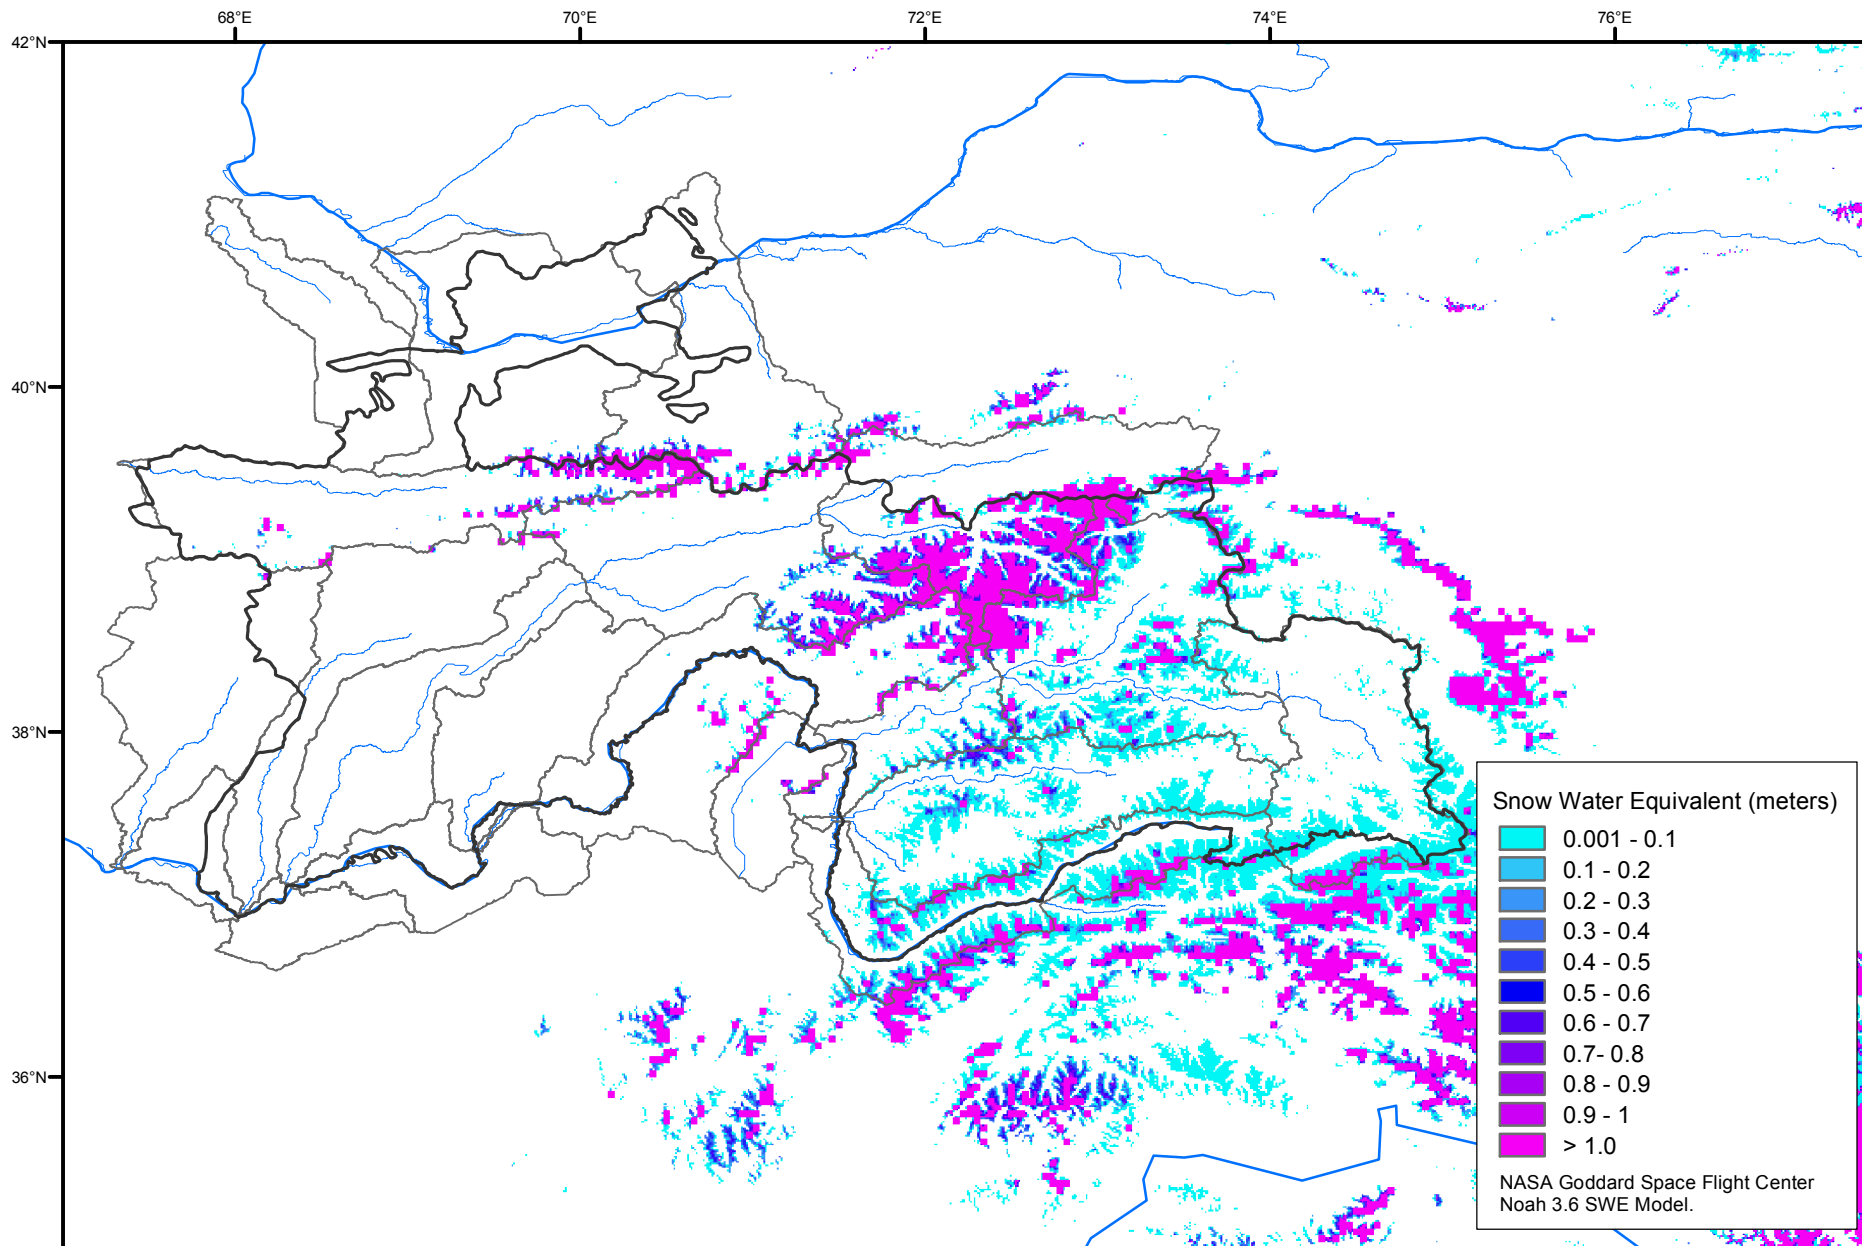 68°E 70°E 72°E 74°E 76°E
42°N
40°N
38°N
36°N
Snow Water Equivalent (meters)
0.001 - 0.1
0.1 - 0.2
0.2 - 0.3
0.3 - 0.4
0.4 - 0.5
0.5 - 0.6
0.6 - 0.7
0.7- 0.8
0.8 - 0.9
0.9 - 1
> 1.0
NASA Goddard Space Flight Center
Noah 3.6 SWE Model.